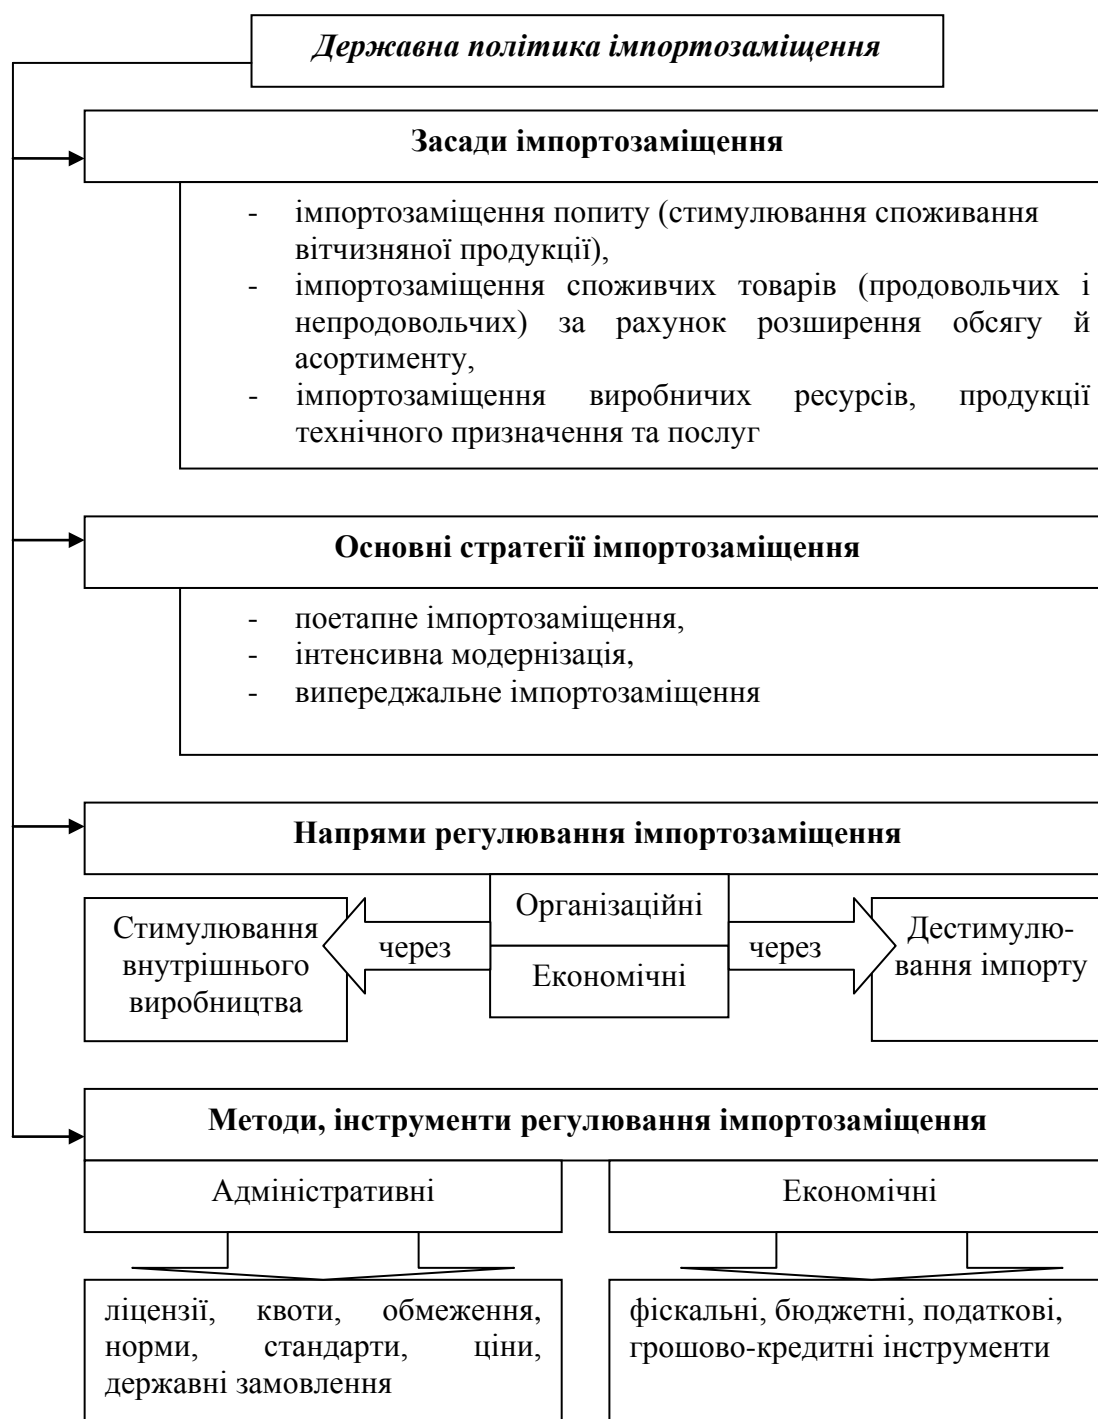 Державна політика імпортозаміщення
Засади імпортозаміщення
- імпортозаміщення попиту (стимулювання споживання
вітчизняної продукції),
- імпортозаміщення споживчих товарів (продовольчих і
непродовольчих) за рахунок розширення обсягу й
асортименту,
- імпортозаміщення виробничих ресурсів, продукції
технічного призначення та послуг
Основні стратегії імпортозаміщення
- поетапне імпортозаміщення,
- інтенсивна модернізація,
- випереджальне імпортозаміщення
Напрями регулювання імпортозаміщення
Стимулювання
внутрішнього
виробництва
через
Організаційні
Економічні
через
Дестимулю-
вання імпорту
Методи, інструменти регулювання імпортозаміщення
Адміністративні
ліцензії, квоти, обмеження,
норми, стандарти, ціни,
державні замовлення
Економічні
фіскальні, бюджетні, податкові,
грошово-кредитні інструменти